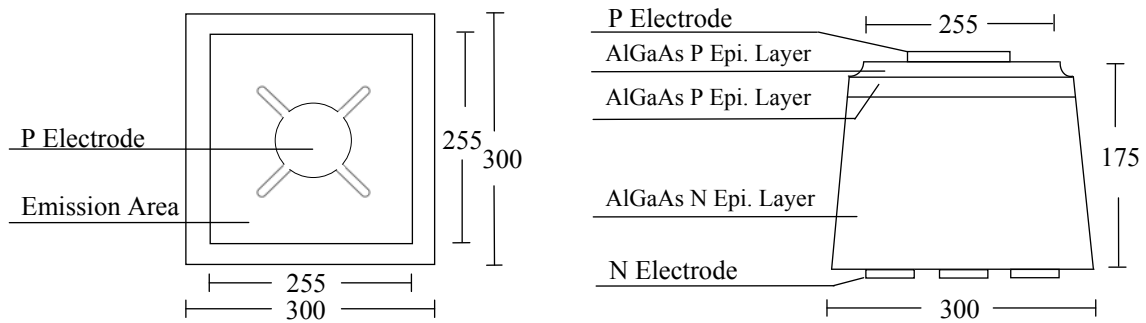 P Electrode
Emission Area
255
300
255
300
P Electrode
AlGaAs P Epi. Layer
AlGaAs P Epi. Layer
AlGaAs N Epi. Layer
N Electrode
255
175
300